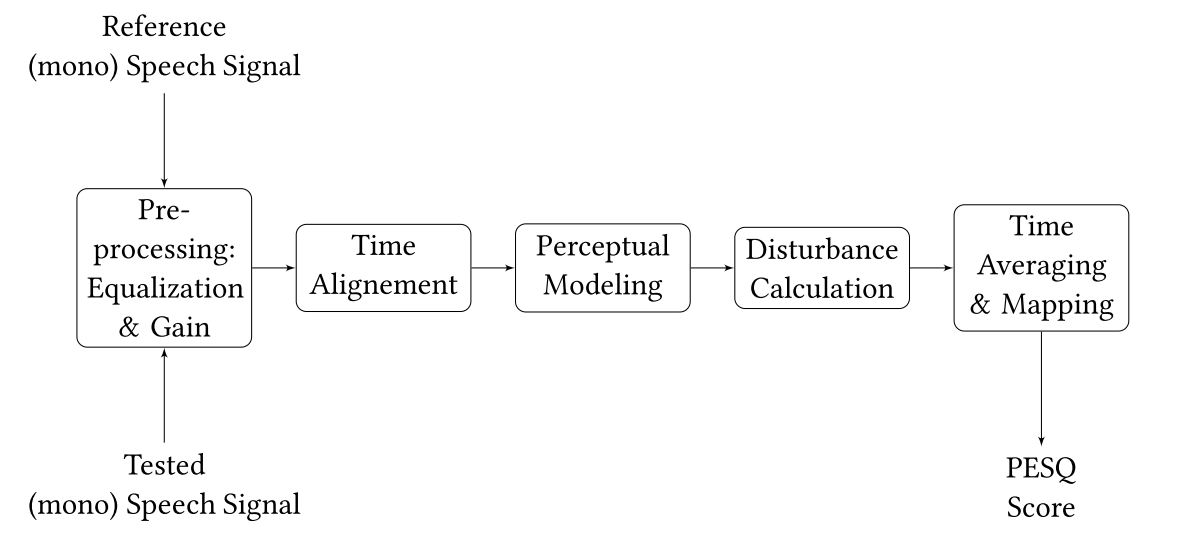 Reference
(mono) Speech Signal
Pre-
processing:
Equalization
& Gain
Time
Alignement
Perceptual
Modeling
Disturbance
Calculation
Time
Averaging
& Mapping
Tested
(mono) Speech Signal
PESQ
Score